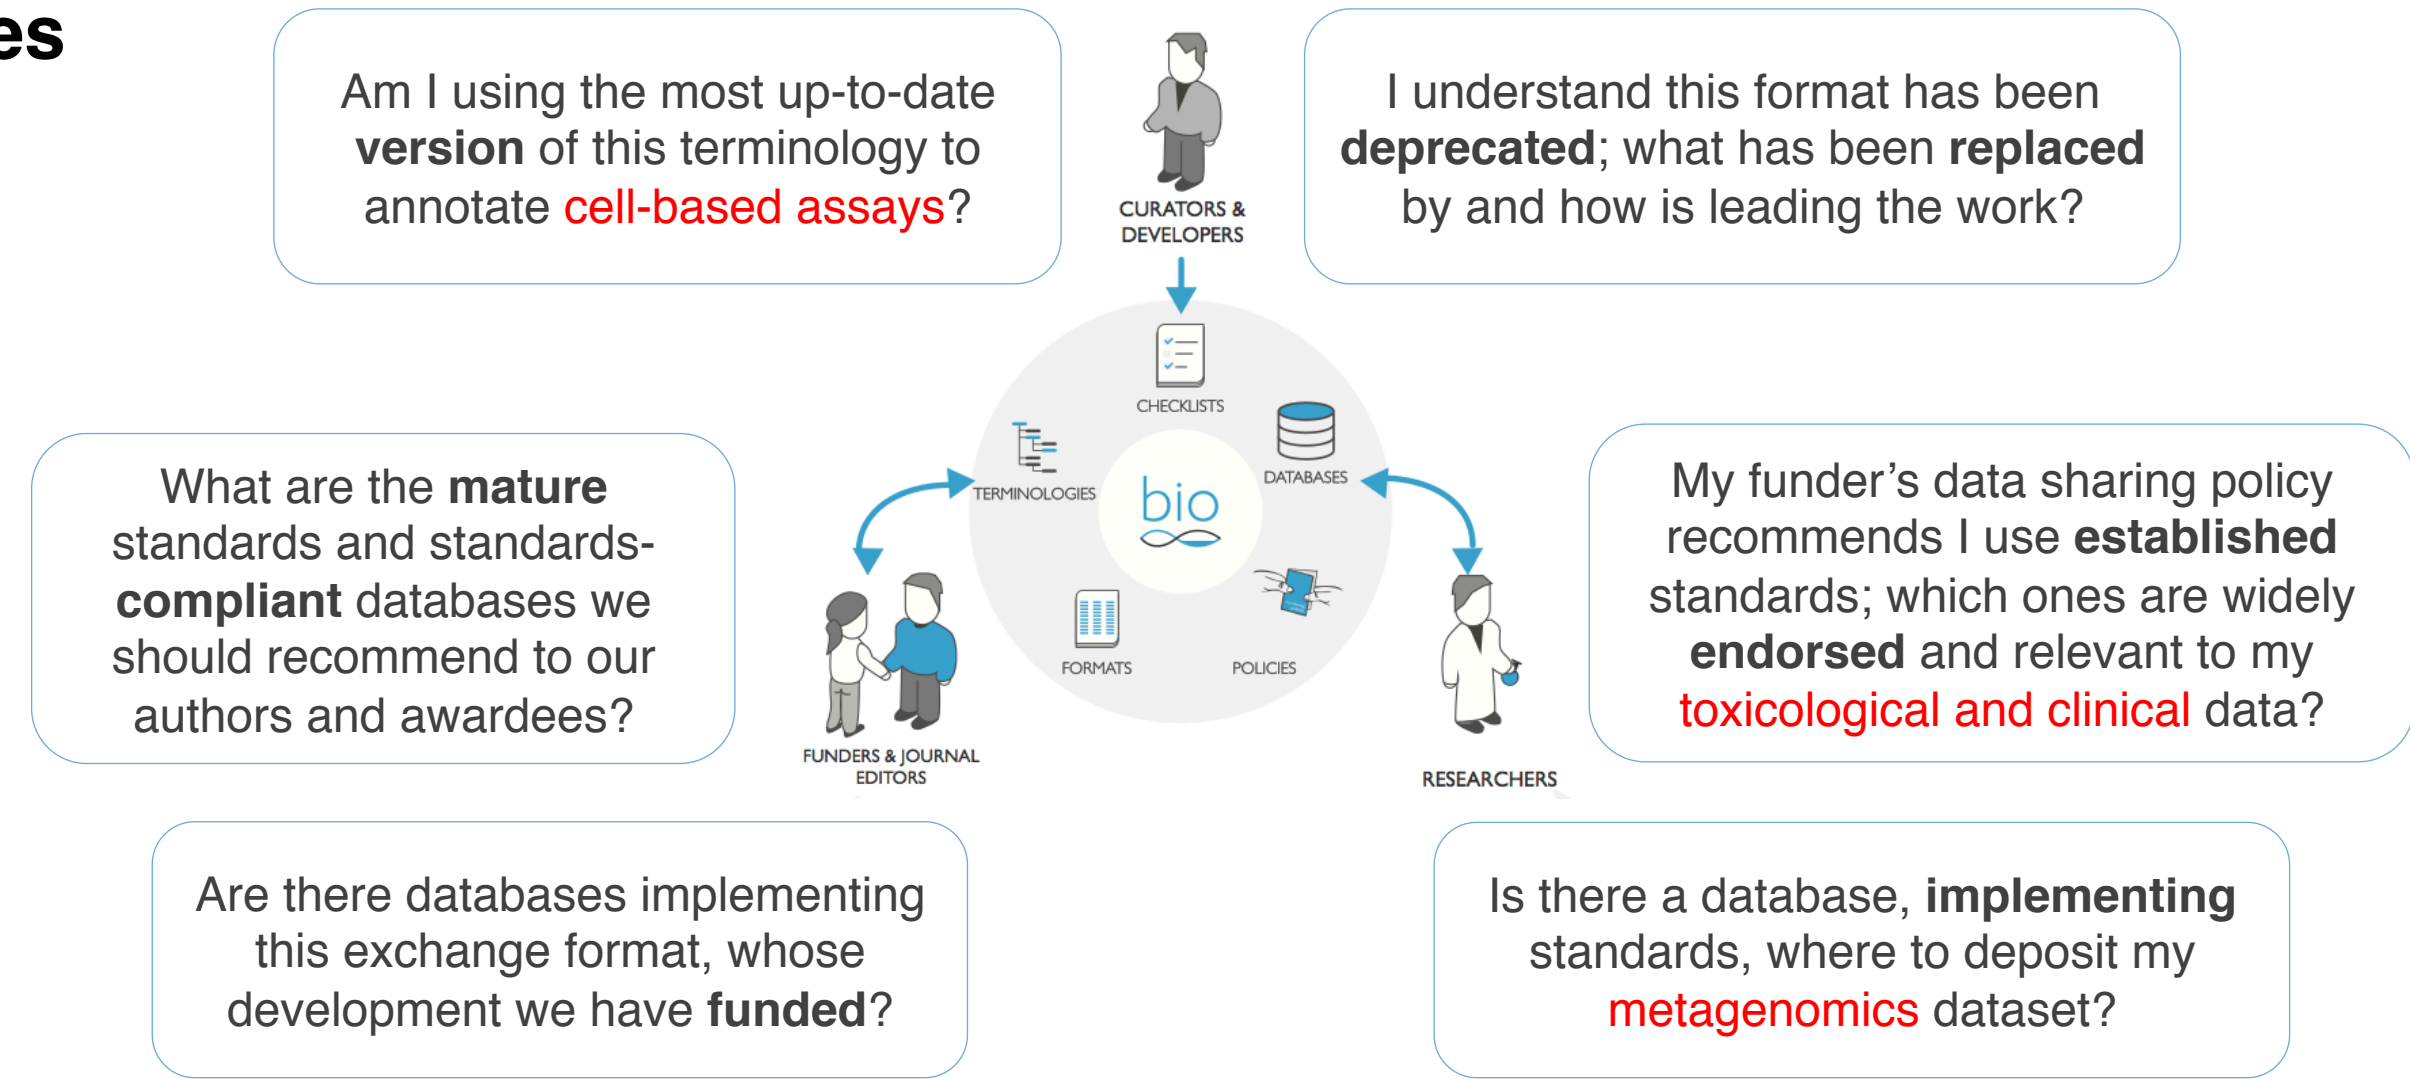 es
Am I using the most up-to-date
version of this terminology to
annotate cell-based assays?
CURATORS &
DEVELOPERS
I understand this format has been
deprecated; what has been replaced
by and how is leading the work?
CHECKLISTS
TERMINOLOGIES
DATABASES
bio
FORMATS
POLICIES
What are the mature
standards and standards-
compliant databases we
should recommend to our
authors and awardees?
FUNDERS & JOURNAL
EDITORS
RESEARCHERS
My funder’s data sharing policy
recommends I use established
standards; which ones are widely
endorsed and relevant to my
toxicological and clinical data?
Are there databases implementing
this exchange format, whose
development we have funded?
Is there a database, implementing
standards, where to deposit my
metagenomics dataset?